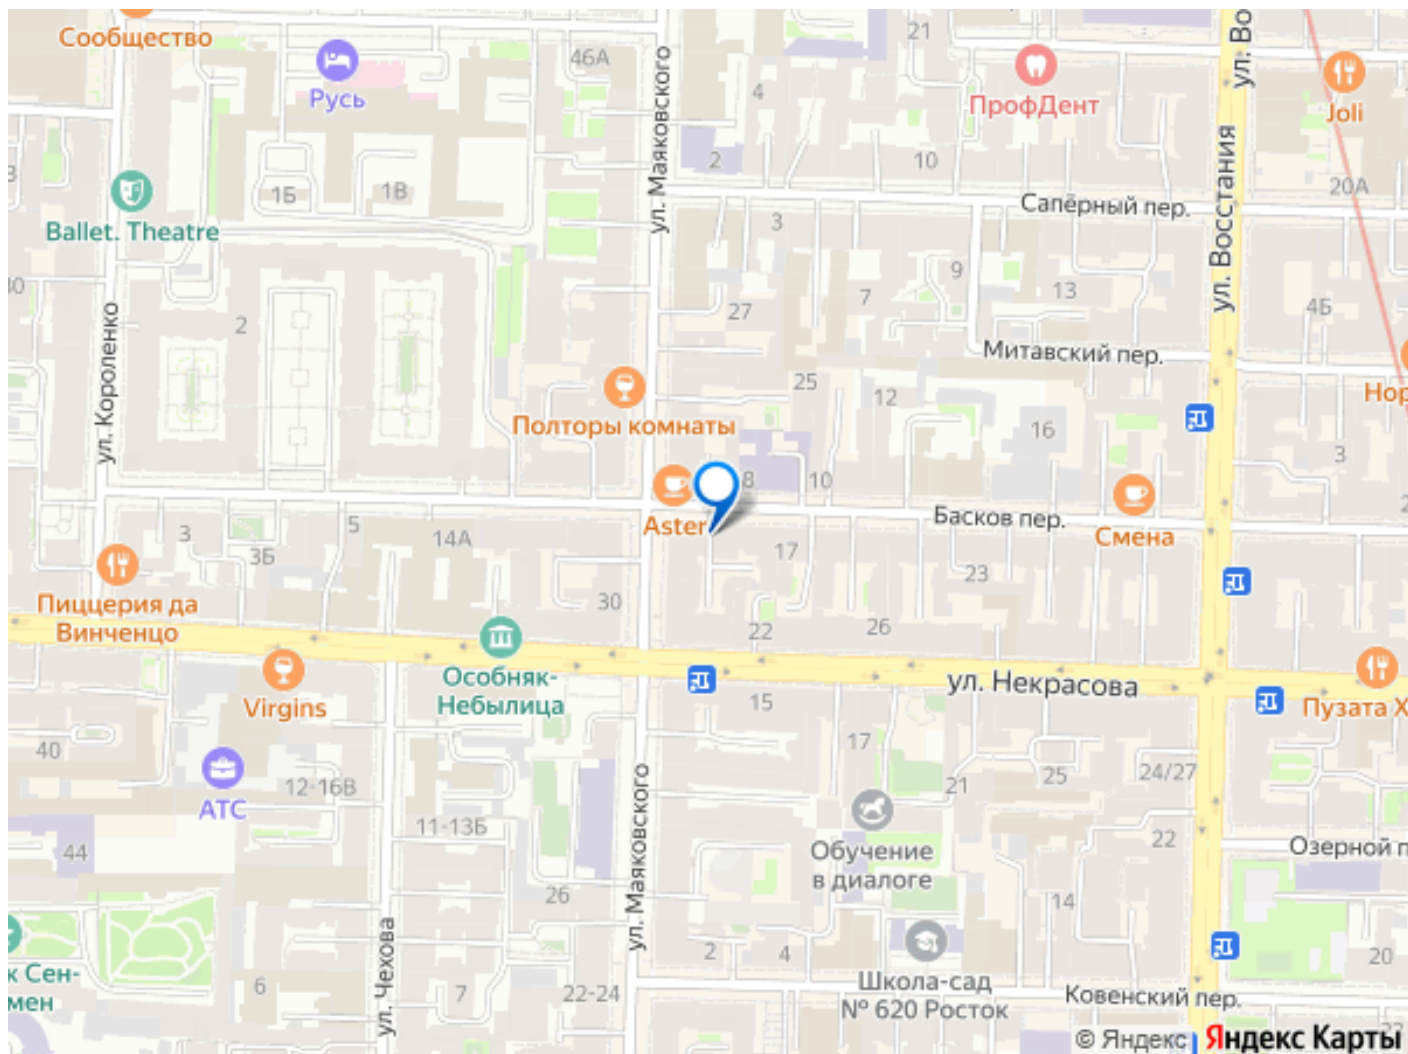 Сообщество
Русь
46А
21
ПрофДент
Joli
ул. Маяковского
4
2
10
ул. Восстания
20А
Сапёрный пер.
Ballet. Theatre
1Б
1В
3
9
7
13
27
4Б
Митавский пер.
2
ул. Короленко
25
12
16
3
Полторы комнаты
8
10
Aster
Басков пер.
Смена
3
3Б
5
14А
17
23
30
22
26
Пиццерия да
Винченцо
Особняк-
Небылица
Virgins
ул. Некрасова
Пузата Х
15
17
40
АТС
12-16В
11-13Б
21
25
24/27
22
44
Обучение
в диалоге
Озерной п
26
ул. Маяковского
14
ул. Чехова
2
4
20
к Сен-
мен
6
7
22-24
Школа-сад
№ 620 Росток
Ковенский пер.
© Яндекс Яндекс Карты